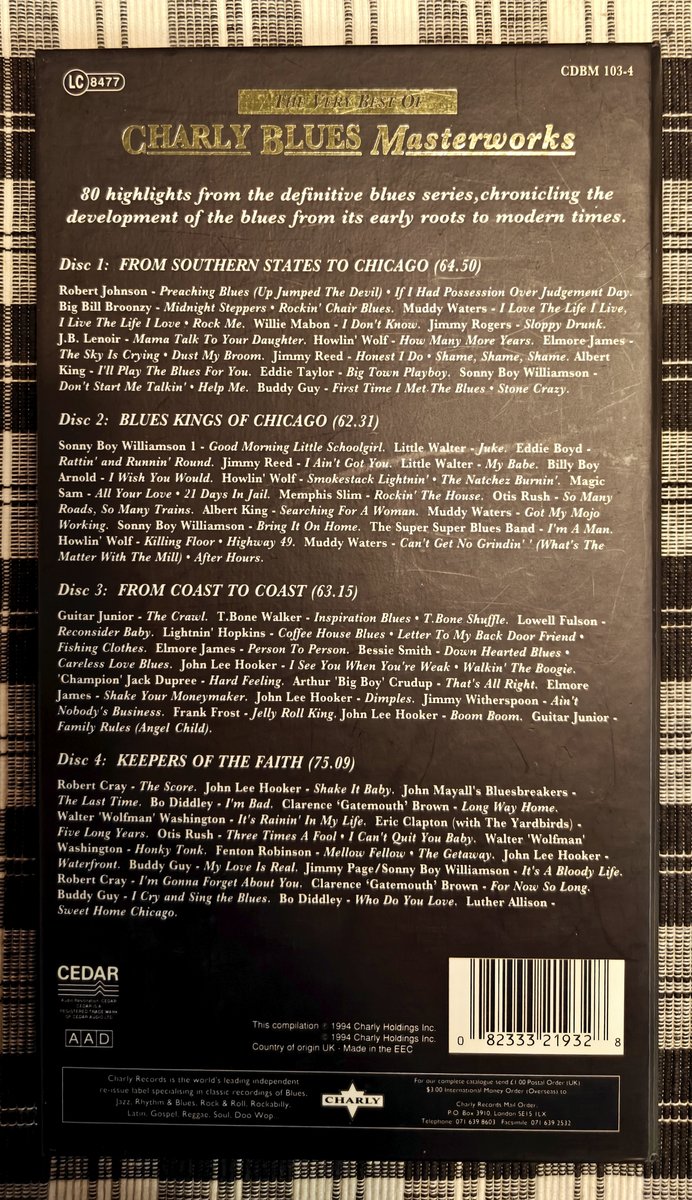 LC 8477
CDBM 103-4
THE VERY BEST OF
CHARLY BLUES Masterworks
80 highlights from the definitive blues series,chronicling the
development of the blues from its early roots to modern times.
Disc 1: FROM SOUTHERN STATES TO CHICAGO (64.50)
Robert Johnson - Preaching Blues (Up Jumped The Devil) • If I Had Possession Over Judgement Day.
Big Bill Broonzy - Midnight Steppers • Rockin' Chair Blues. Muddy Waters - I Love The Life I Live,
I Live The Life I Love • Rock Me. Willie Mabon - I Don't Know. Jimmy Rogers - Sloppy Drunk.
J.B. Lenoir - Mama Talk To Your Daughter. Howlin' Wolf - How Many More Years. Elmore James -
The Sky Is Crying • Dust My Broom. Jimmy Reed - Honest I Do • Shame, Shame, Shame. Albert
King - I'll Play The Blues For You. Eddie Taylor - Big Town Playboy. Sonny Boy Williamson -
Don't Start Me Talkin' • Help Me. Buddy Guy - First Time I Met The Blues • Stone Crazy.
Disc 2: BLUES KINGS OF CHICAGO (62.31)
Sonny Boy Williamson 1 - Good Morning Little Schoolgirl. Little Walter - Juke. Eddie Boyd -
Rattin' and Runnin' Round. Jimmy Reed - I Ain't Got You. Little Walter - My Babe. Billy Boy
Arnold - I Wish You Would. Howlin' Wolf - Smokestack Lightnin' • The Natchez Burnin'. Magic
Sam - All Your Love • 21 Days In Jail. Memphis Slim - Rockin' The House. Otis Rush - So Many
Roads, So Many Trains. Albert King - Searching For A Woman. Muddy Waters - Got My Mojo
Working. Sonny Boy Williamson - Bring It On Home. The Super Super Blues Band - I'm A Man.
Howlin' Wolf - Killing Floor • Highway 49. Muddy Waters - Can't Get No Grindin' ' (What's The
Matter With The Mill) • After Hours.
Disc 3: FROM COAST TO COAST (63.15)
Guitar Junior - The Crawl. T.Bone Walker - Inspiration Blues • T.Bone Shuffle. Lowell Fulson -
Reconsider Baby. Lightnin' Hopkins - Coffee House Blues • Letter To My Back Door Friend •
Fishing Clothes. Elmore James - Person To Person. Bessie Smith - Down Hearted Blues •
Careless Love Blues. John Lee Hooker - I See You When You're Weak • Walkin' The Boogie.
'Champion' Jack Dupree - Hard Feeling. Arthur 'Big Boy' Crudup - That's All Right. Elmore
James - Shake Your Moneymaker. John Lee Hooker - Dimples. Jimmy Witherspoon - Ain't
Nobody's Business. Frank Frost - Jelly Roll King. John Lee Hooker - Boom Boom. Guitar Junior -
Family Rules (Angel Child).
Disc 4: KEEPERS OF THE FAITH (75.09)
Robert Cray - The Score. John Lee Hooker - Shake It Baby. John Mayall's Bluesbreakers -
The Last Time. Bo Diddley - I'm Bad. Clarence 'Gatemouth' Brown - Long Way Home.
Walter 'Wolfman' Washington - It's Rainin' In My Life. Eric Clapton (with The Yardbirds) -
Five Long Years. Otis Rush - Three Times A Fool • I Can't Quit You Baby. Walter 'Wolfman'
Washington - Honky Tonk. Fenton Robinson - Mellow Fellow • The Getaway. John Lee Hooker -
Waterfront. Buddy Guy - My Love Is Real. Jimmy Page/Sonny Boy Williamson - It's A Bloody Life.
Robert Cray - I'm Gonna Forget About You. Clarence 'Gatemouth' Brown - For Now So Long.
Buddy Guy - I Cry and Sing the Blues. Bo Diddley - Who Do You Love. Luther Allison -
Sweet Home Chicago.
CEDAR
Audio Restoration, CEDAR.
CEDAR IS A
REGISTERED TRADE MARK
OF CEDAR AUDIO LTD.
AAD
This compilation ℗ 1994 Charly Holdings Inc.
© 1994 Charly Holdings Inc.
Country of origin UK - Made in the EEC
0 82333 21932 8
Charly Records is the world's leading independent
re-issue label specialising in classic recordings of Blues,
Jazz, Rhythm & Blues, Rock & Roll, Rockabilly,
Latin, Gospel, Reggae, Soul, Doo Wop.
CHARLY
For our complete catalogue send £1.00 Postal Order (UK)
$3.00 International Money Order (Overseas) to
Charly Records Mail Order,
P.O Box 3910, London SE15 1LX
Telephone: 071 639 8603 Facsimile 071 639 2532